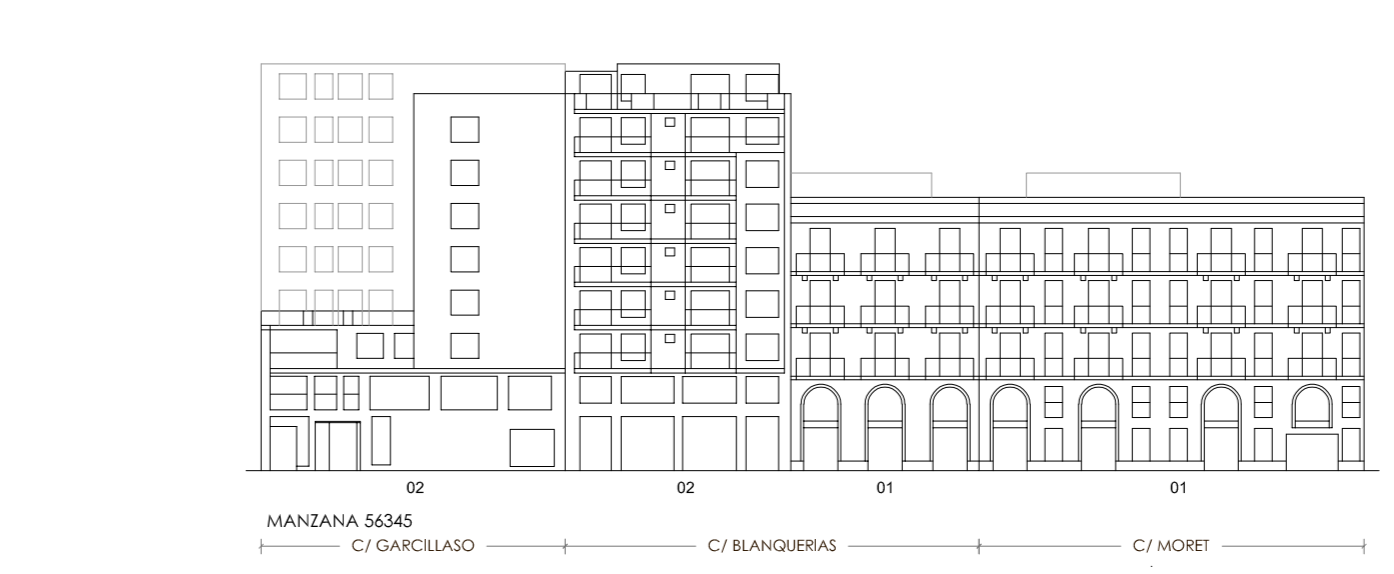 02 02 01 01
MANZANA 56345
C/ GARCILLASO C/ BLANQUERIAS C/ MORET